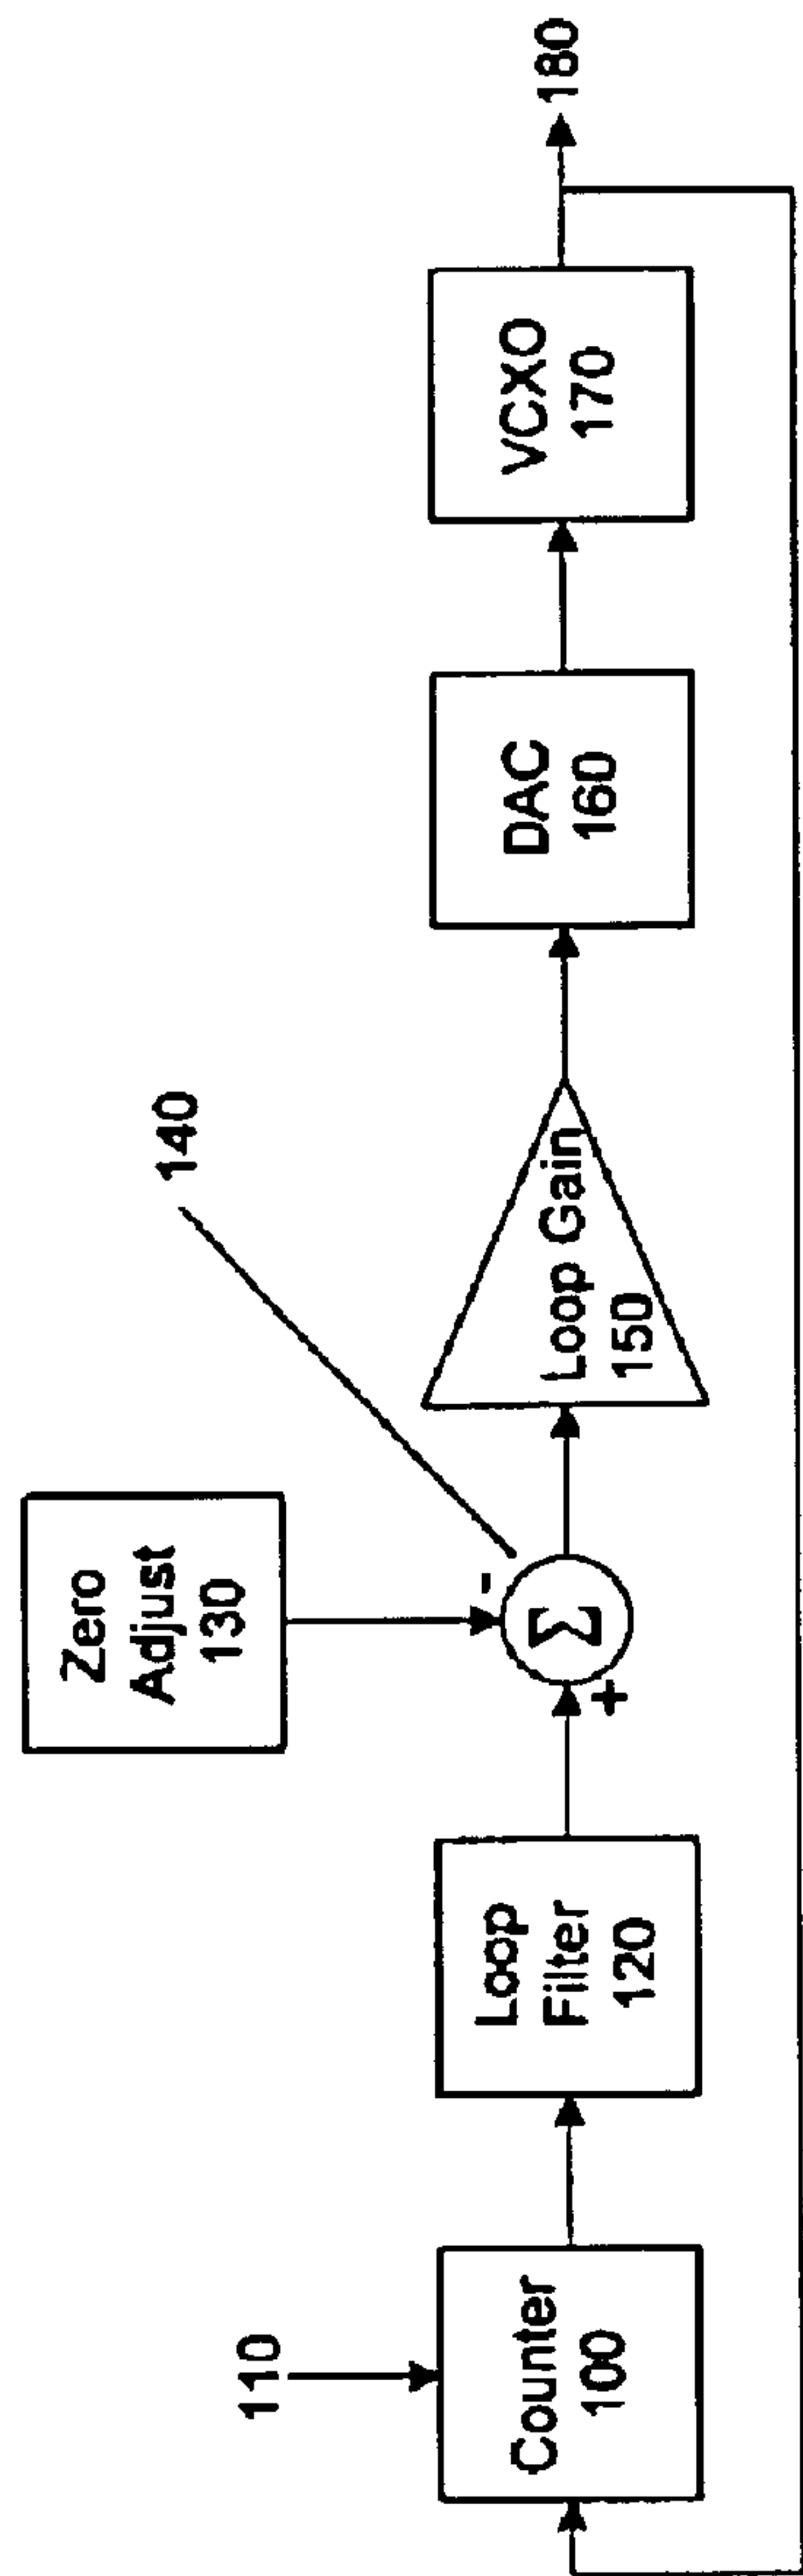 110
Counter
100
Loop
Filter
120
Zero
Adjust
130
+
-
Σ
140
Loop Gain
150
DAC
160
VCXO
170
180